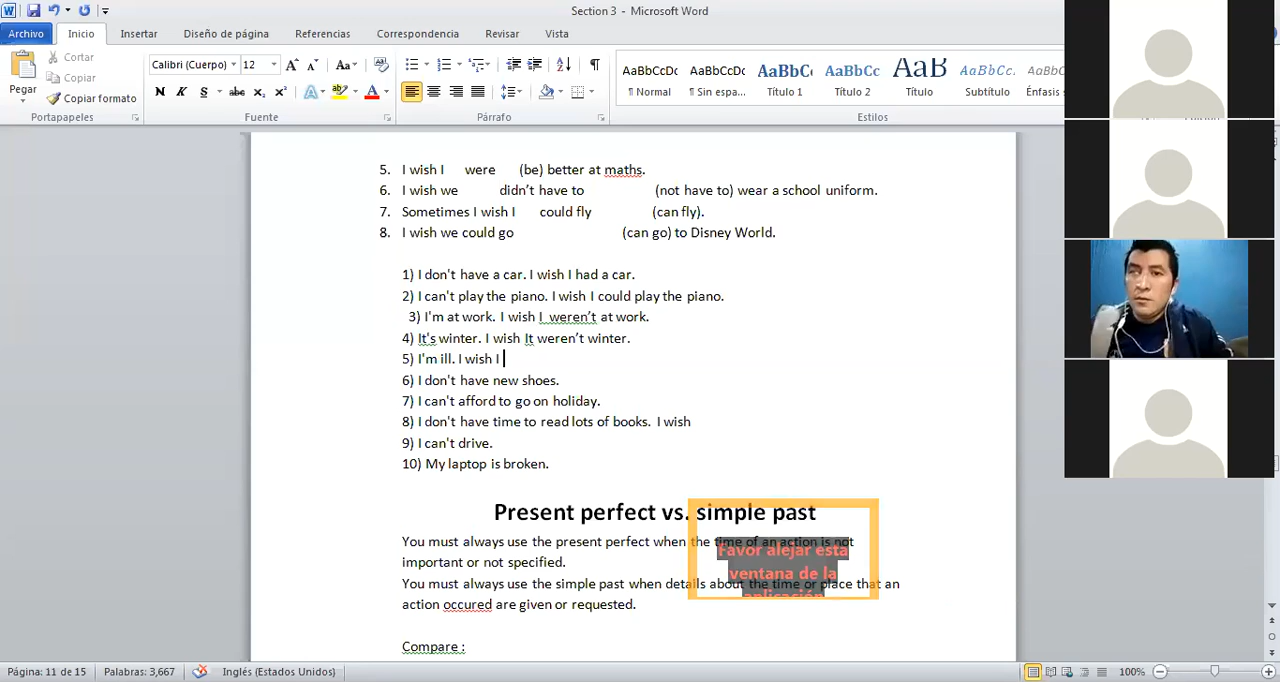 Section 3 - Microsoft Word
Archivo Inicio Insertar Diseño de página Referencias Correspondencia Revisar Vista
Cortar
Copiar
Copiar formato
Pegar
Portapapeles
Calibri (Cuerpo) 12
Fuente
Párrafo
AaBbCcDc AaBbCcDc AaBbC AaBbCc AaB AaBbCc AaBbCcD
¶ Normal ¶ Sin espa... Título 1 Título 2 Título Subtítulo Énfasis
Estilos
5. I wish I were (be) better at maths.
6. I wish we didn’t have to (not have to) wear a school uniform.
7. Sometimes I wish I could fly (can fly).
8. I wish we could go (can go) to Disney World.
1) I don't have a car. I wish I had a car.
2) I can't play the piano. I wish I could play the piano.
3) I'm at work. I wish I weren’t at work.
4) It's winter. I wish It weren’t winter.
5) I'm ill. I wish I
6) I don't have new shoes.
7) I can't afford to go on holiday.
8) I don't have time to read lots of books. I wish
9) I can't drive.
10) My laptop is broken.
Present perfect vs. simple past
You must always use the present perfect when the time of an action is not
important or not specified.
You must always use the simple past when details about the time or place that an
action occured are given or requested.
Compare :
Favor alejar esta
ventana de la
aplicación
Página: 11 de 15 Palabras: 3,667 Inglés (Estados Unidos) 100%